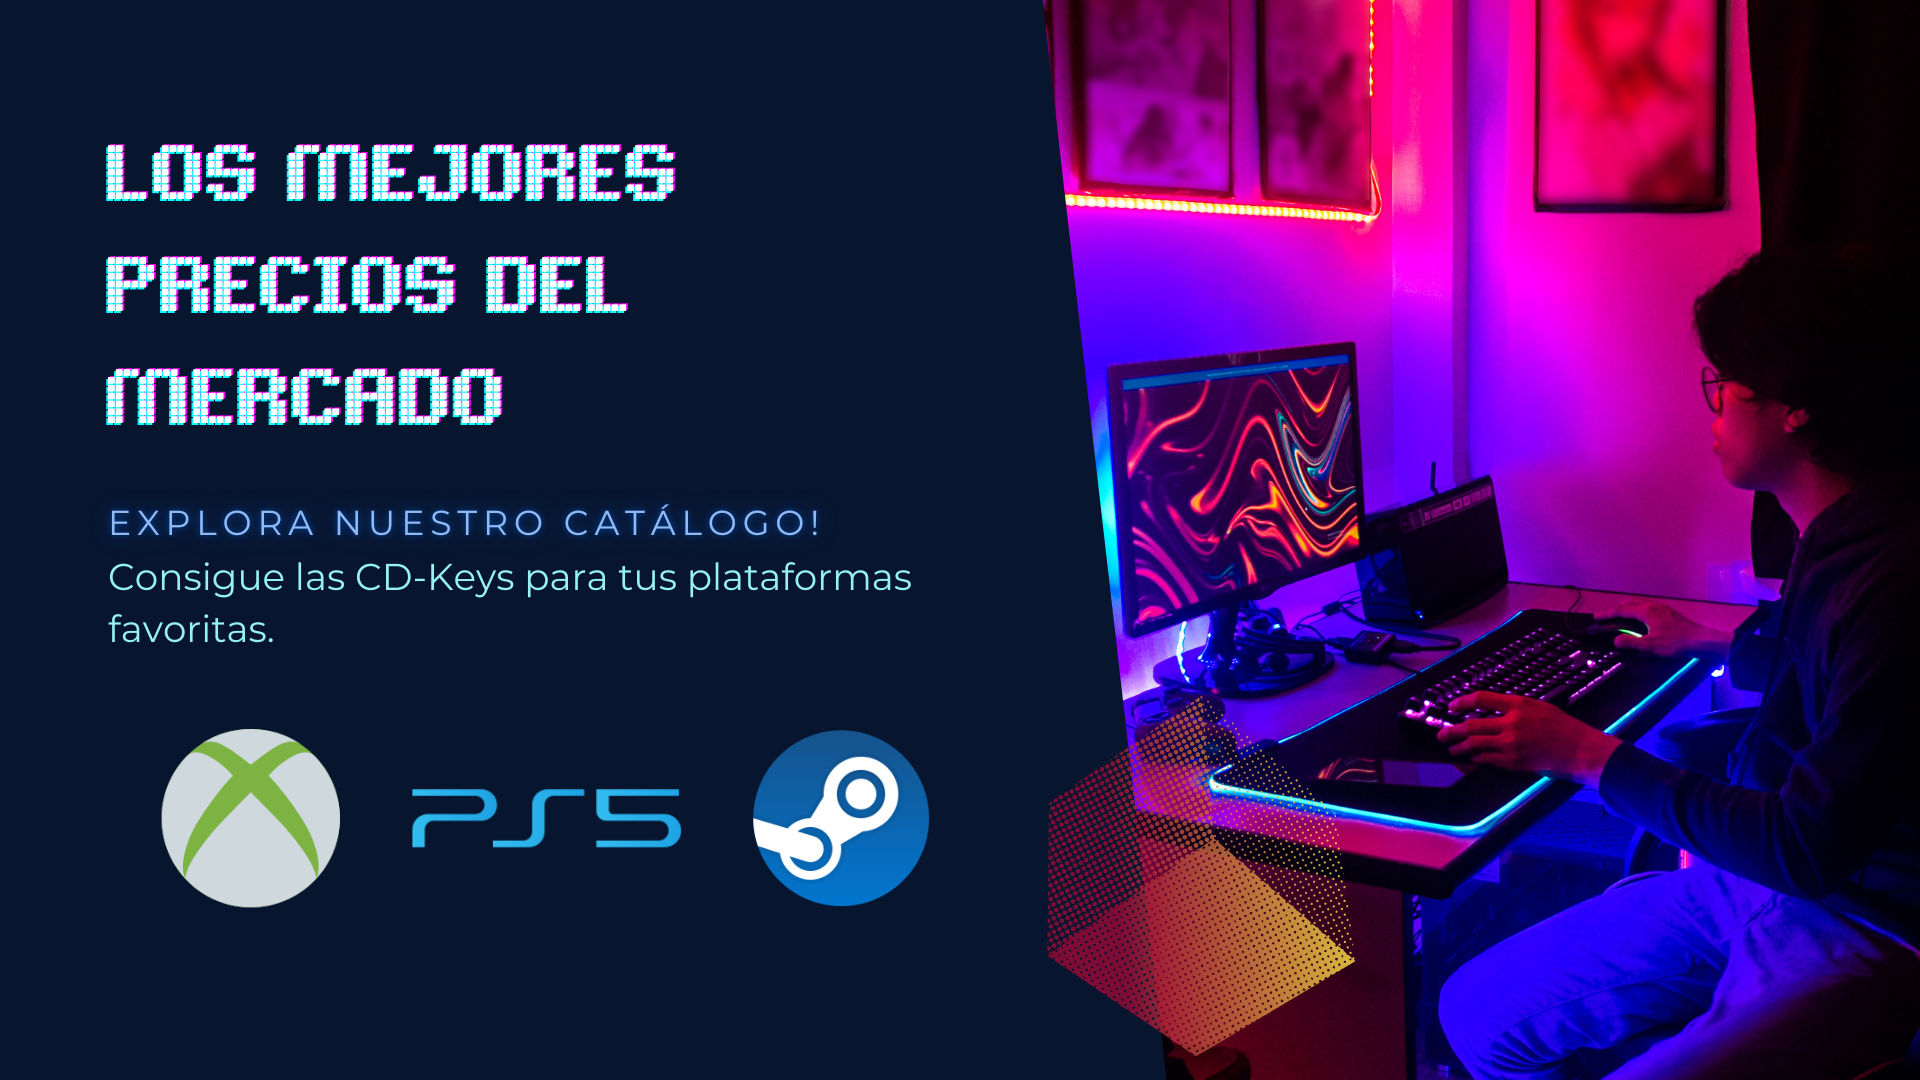 LOS MEJORES
PRECIOS DEL
MERCADO
EXPLORA NUESTRO CATÁLOGO!
Consigue las CD-Keys para tus plataformas
favoritas.
PS5